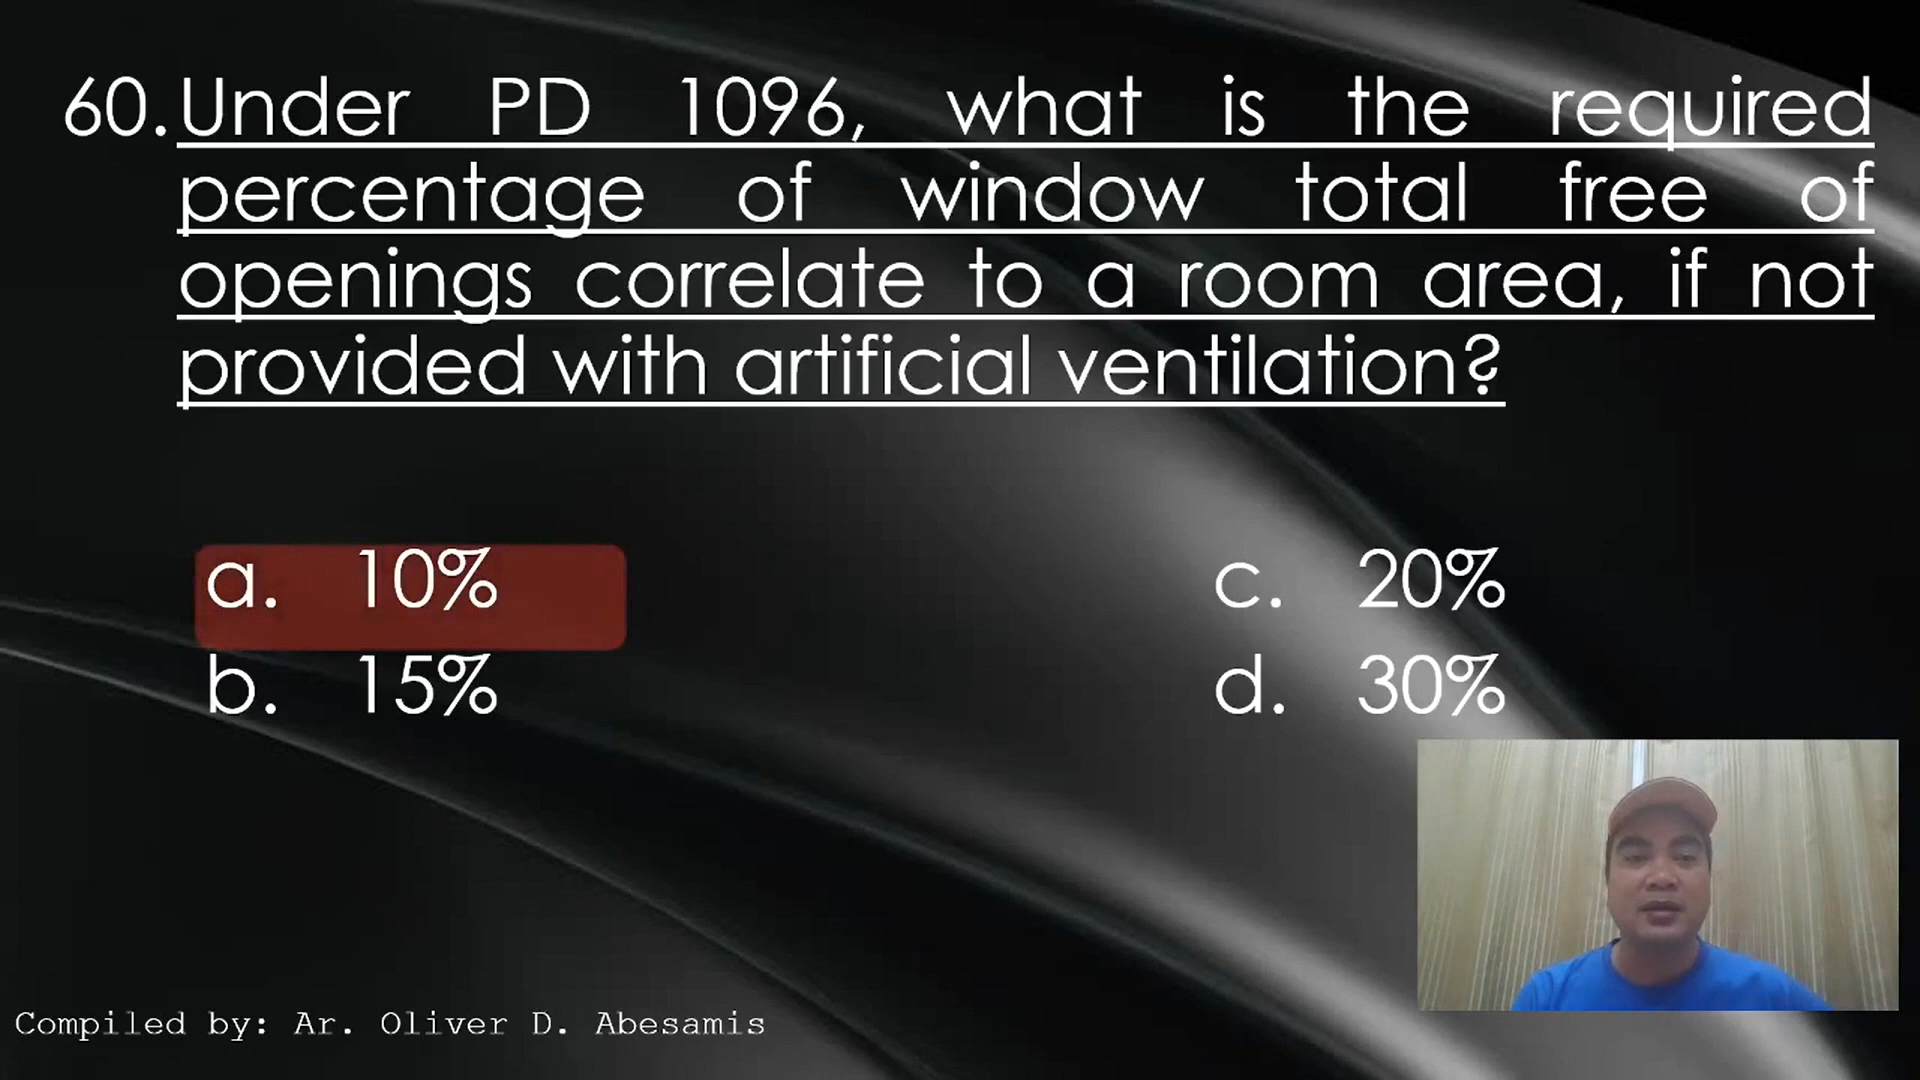 60. Under PD 1096, what is the required
percentage of window total free of
openings correlate to a room area, if not
provided with artificial ventilation?
a. 10%
c. 20%
b. 15%
d. 30%
Compiled by: Ar. Oliver D. Abesamis